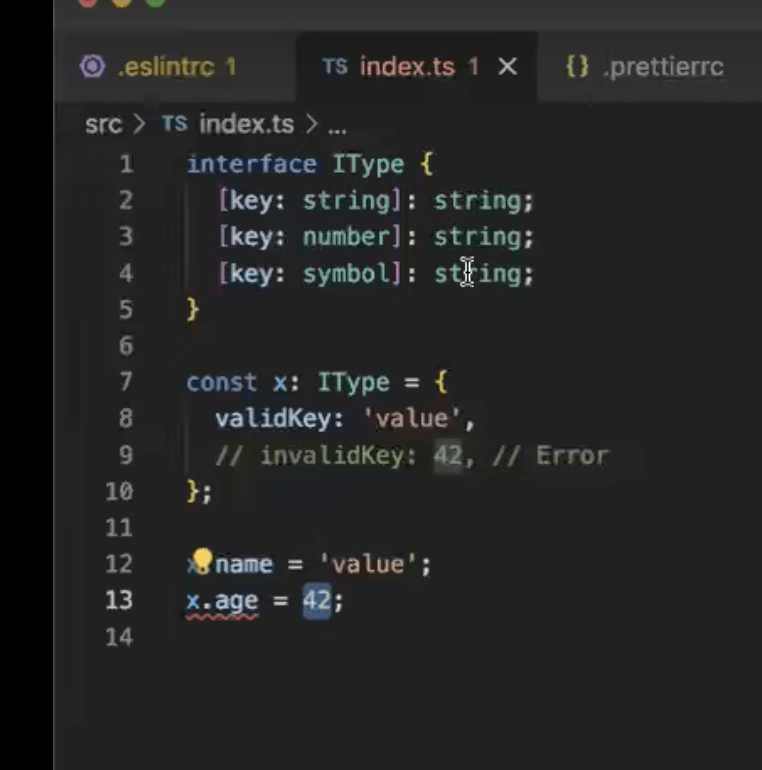 .eslintrc 1 TS index.ts 1 × {} .prettierrc
src > TS index.ts > ...
1 interface IType {
2 [key: string]: string;
3 [key: number]: string;
4 [key: symbol]: string;
5 }
6
7 const x: IType = {
8 validKey: 'value',
9 // invalidKey: 42, // Error
10 };
11
12 x.name = 'value';
13 x.age = 42;
14